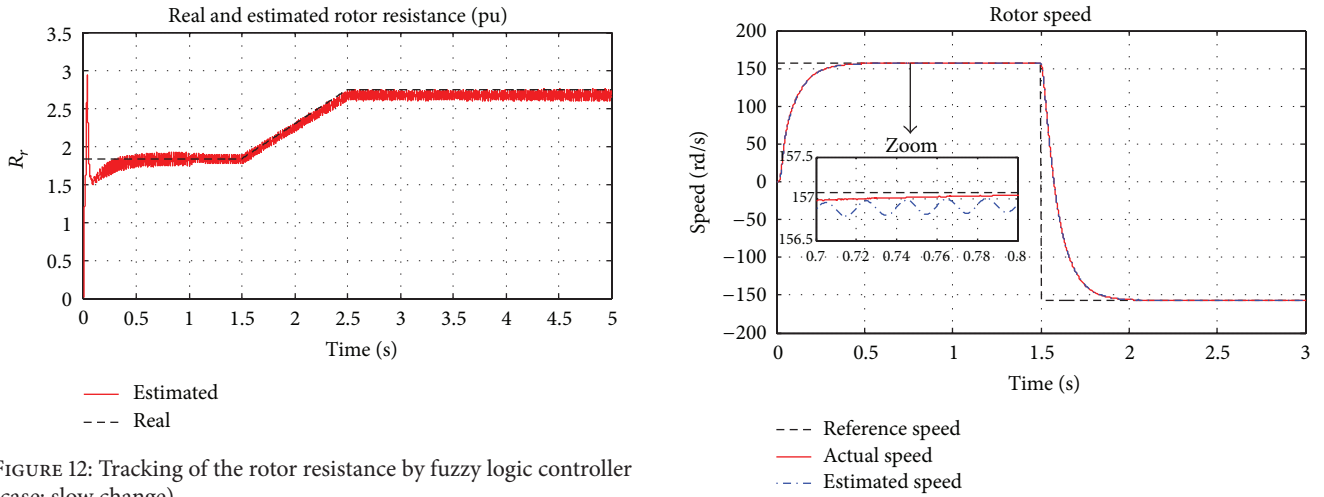 Real and estimated rotor resistance (pu)
3.5
3
2.5
2
1.5
1
0.5
0
R_r
0 0.5 1 1.5 2 2.5 3 3.5 4 4.5 5
Time (s)
Estimated
Real
FIGURE 12: Tracking of the rotor resistance by fuzzy logic controller
Rotor speed
200
150
100
50
0
−50
−100
−150
−200
Speed (rd/s)
Zoom
157.5
157
156.5
0.7 0.72 0.74 0.76 0.78 0.8
0 0.5 1 1.5 2 2.5 3
Time (s)
Reference speed
Actual speed
Estimated speed